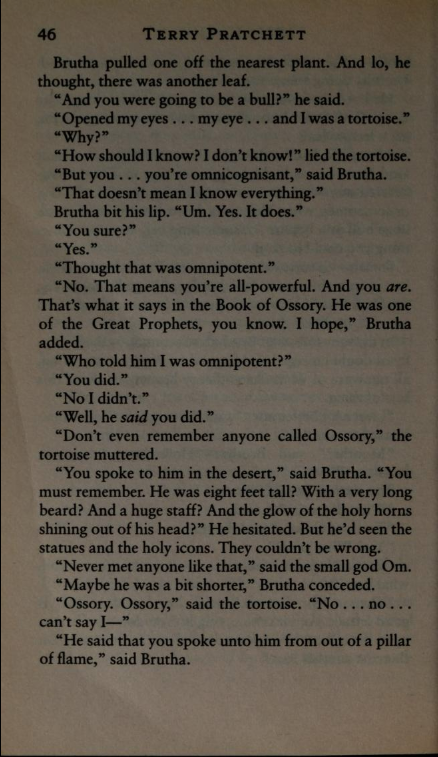 46 TERRY PRATCHETT
Brutha pulled one off the nearest plant. And lo, he
thought, there was another leaf.
“And you were going to be a bull?” he said.
“Opened my eyes . . . my eye . . . and I was a tortoise.”
“Why?”
“How should I know? I don’t know!” lied the tortoise.
“But you . . . you’re omnicognisant,” said Brutha.
“That doesn’t mean I know everything.”
Brutha bit his lip. “Um. Yes. It does.”
“You sure?”
“Yes.”
“Thought that was omnipotent.”
“No. That means you’re all-powerful. And you are.
That’s what it says in the Book of Ossory. He was one
of the Great Prophets, you know. I hope,” Brutha
added.
“Who told him I was omnipotent?”
“You did.”
“No I didn’t.”
“Well, he said you did.”
“Don’t even remember anyone called Ossory,” the
tortoise muttered.
“You spoke to him in the desert,” said Brutha. “You
must remember. He was eight feet tall? With a very long
beard? And a huge staff? And the glow of the holy horns
shining out of his head?” He hesitated. But he’d seen the
statues and the holy icons. They couldn’t be wrong.
“Never met anyone like that,” said the small god Om.
“Maybe he was a bit shorter,” Brutha conceded.
“Ossory. Ossory,” said the tortoise. “No . . . no . . .
can’t say I—”
“He said that you spoke unto him from out of a pillar
of flame,” said Brutha.